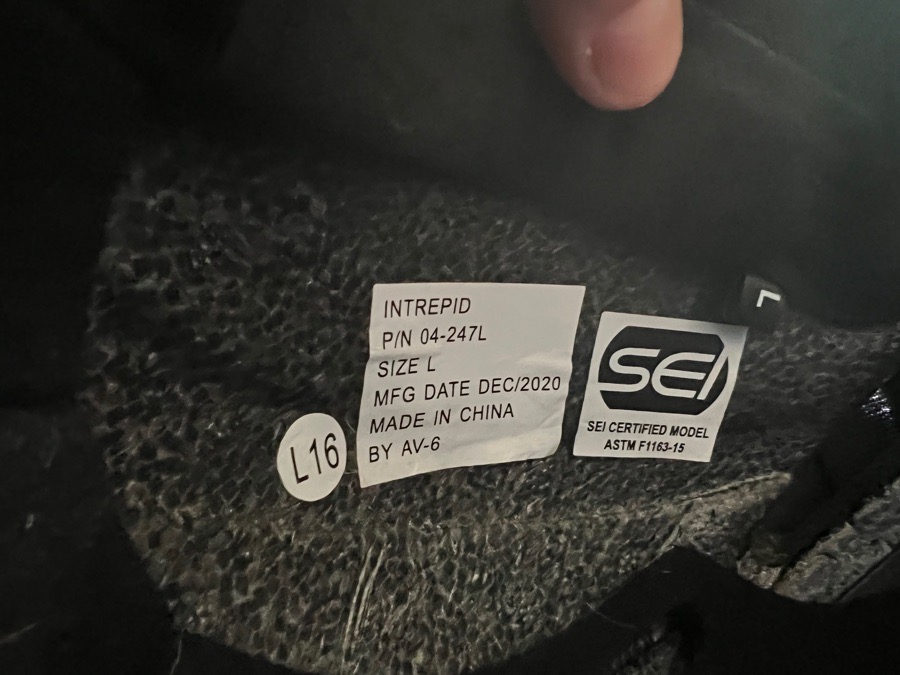 INTREPID
P/N 04-247L
SIZE L
MFG DATE DEC/2020
MADE IN CHINA
BY AV-6
L16
SEI
SEI CERTIFIED MODEL
ASTM F1163-15
L